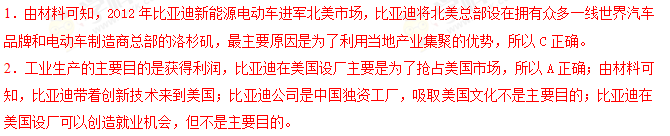 1．由材料可知，2012年比亚迪新能源电动车进军北美市场，比亚迪将北美总部设在拥有众多一线世界汽车
品牌和电动车制造商总部的洛杉矶，最主要原因是为了利用当地产业集聚的优势，所以C正确。
2．工业生产的主要目的是获得利润，比亚迪在美国设厂主要是为了抢占美国市场，所以A正确；由材料可
知，比亚迪带着创新技术来到美国；比亚迪公司是中国独资工厂，吸取美国文化不是主要目的；比亚迪在
美国设厂可以创造就业机会，但不是主要目的。